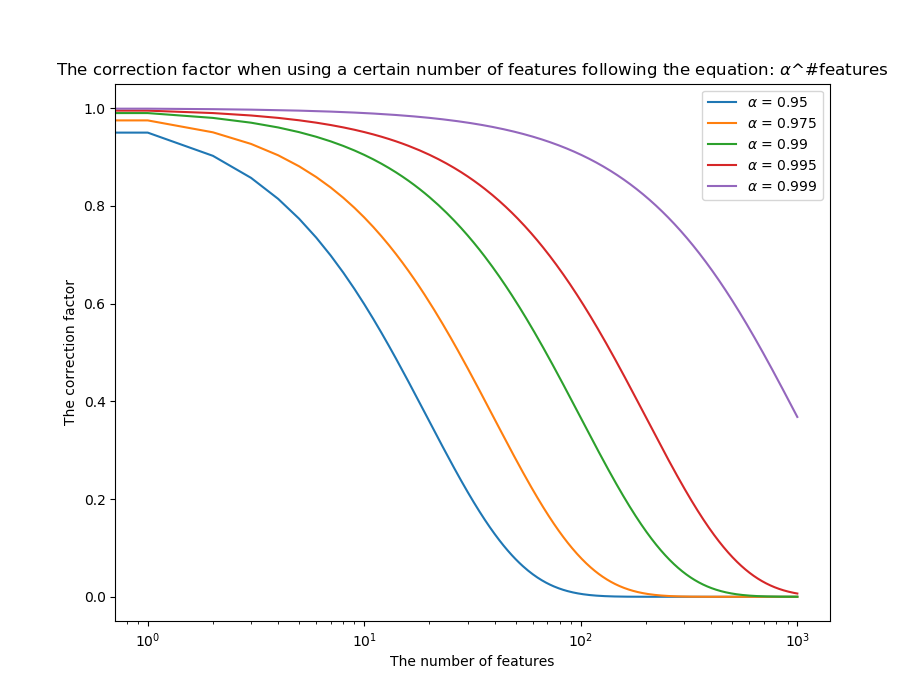 The correction factor when using a certain number of features following the equation: α^#features
α = 0.95
α = 0.975
α = 0.99
α = 0.995
α = 0.999
The correction factor
1.0
0.8
0.6
0.4
0.2
0.0
10⁰ 10¹ 10² 10³
The number of features